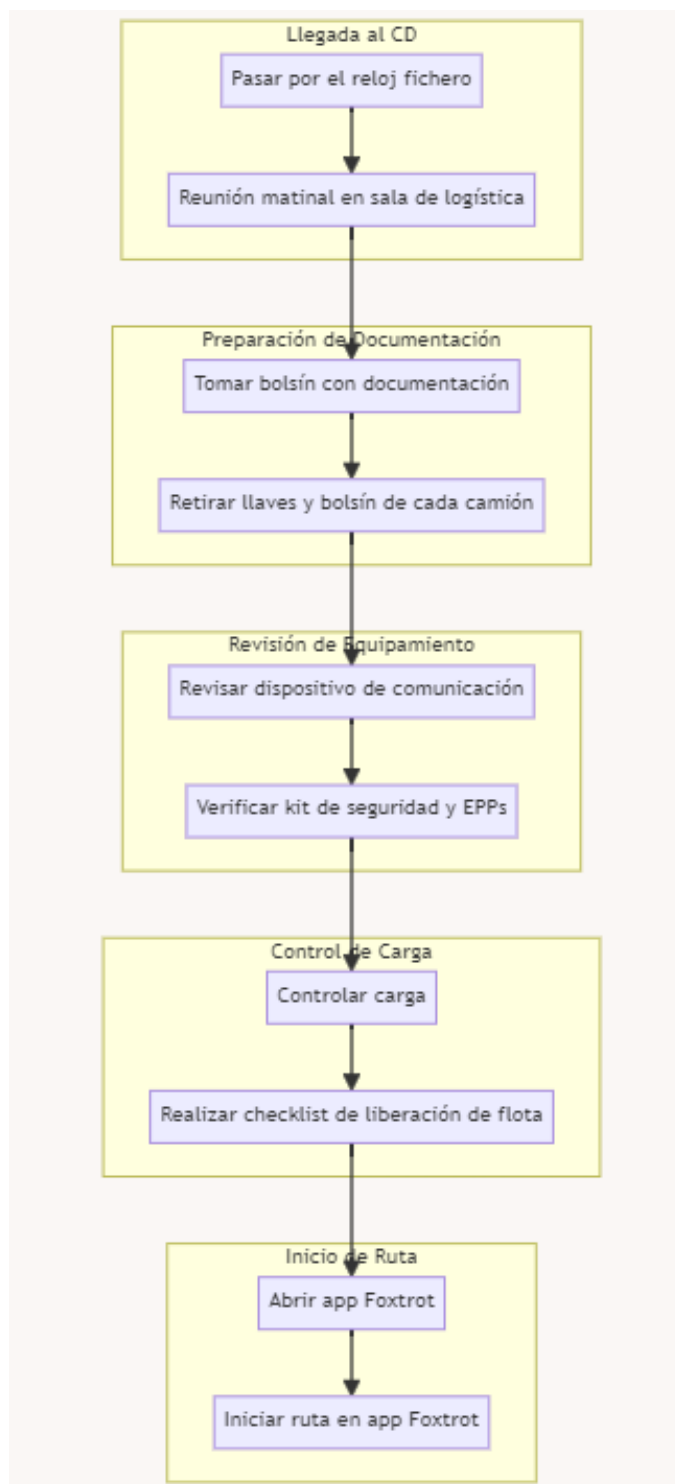 Llegada al CD
Pasar por el reloj fichero
Reunión matinal en sala de logística
Preparación de Documentación
Tomar bolsín con documentación
Retirar llaves y bolsín de cada camión
Revisión de Equipamiento
Revisar dispositivo de comunicación
Verificar kit de seguridad y EPPs
Control de Carga
Controlar carga
Realizar checklist de liberación de flota
Inicio de Ruta
Abrir app Foxtrot
Iniciar ruta en app Foxtrot